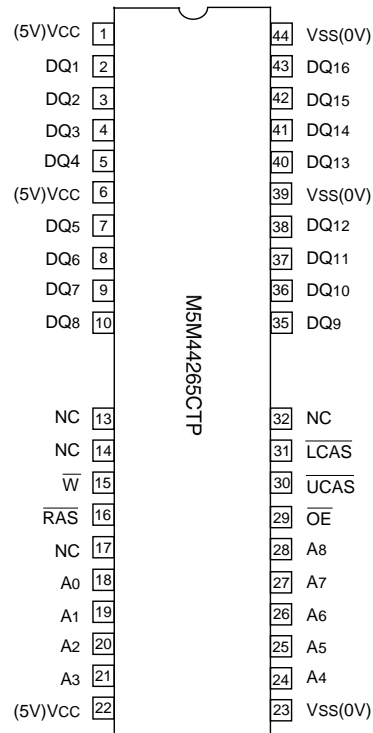 (5V)VCC 1 44 VSS(0V)
DQ1 2 43 DQ16
DQ2 3 42 DQ15
DQ3 4 41 DQ14
DQ4 5 40 DQ13
(5V)VCC 6 39 VSS(0V)
DQ5 7 38 DQ12
DQ6 8 37 DQ11
DQ7 9 36 DQ10
DQ8 10 35 DQ9
M5M44265CTP
NC 13 32 NC
NC 14 31 L̅C̅A̅S̅
W̅ 15 30 U̅C̅A̅S̅
R̅A̅S̅ 16 29 O̅E̅
NC 17 28 A8
A0 18 27 A7
A1 19 26 A6
A2 20 25 A5
A3 21 24 A4
(5V)VCC 22 23 VSS(0V)